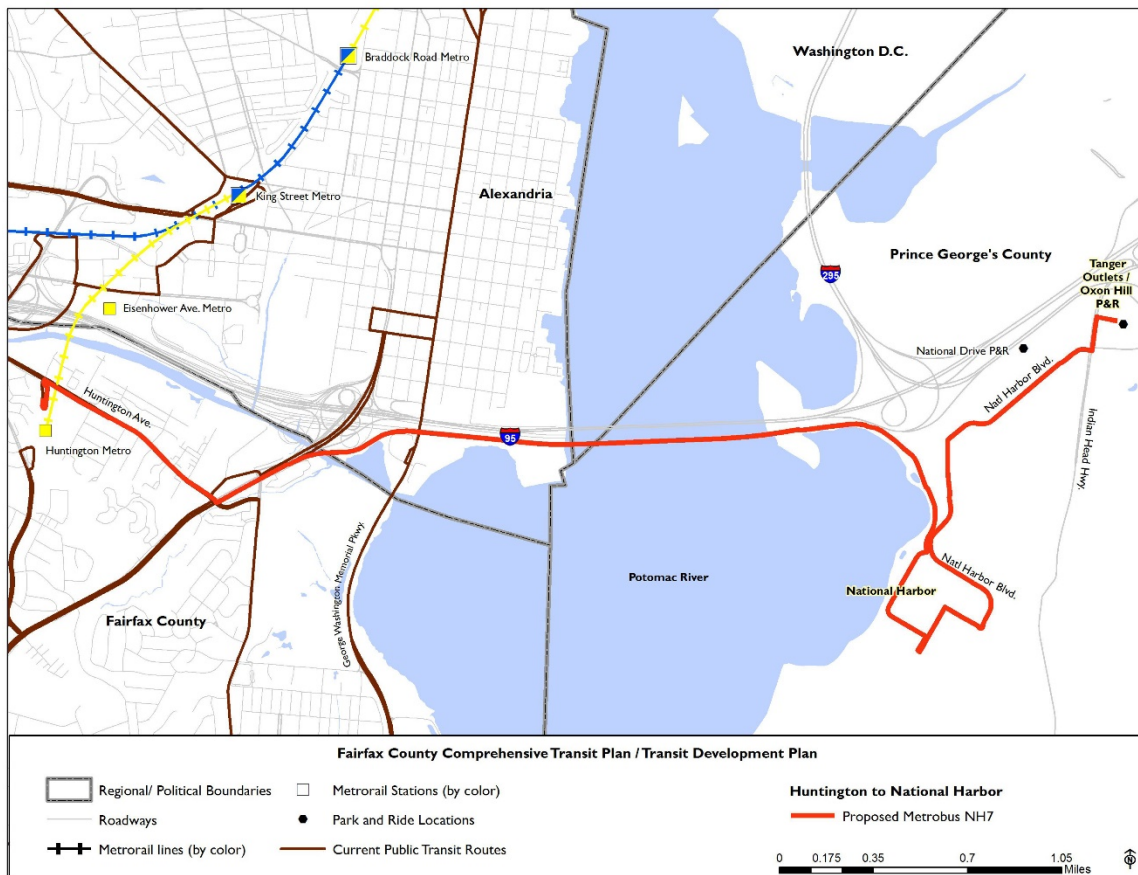 Braddock Road Metro
Washington D.C.
King Street Metro
Alexandria
Prince George's County
295
Tanger
Outlets /
Oxon Hill
P&R
Eisenhower Ave. Metro
National Drive P&R
Natl Harbor Blvd.
Huntington Ave.
95
Huntington Metro
Indian Head Hwy.
George Washington Memorial Pkwy.
Potomac River
Natl Harbor Blvd.
National Harbor
Fairfax County
Fairfax County Comprehensive Transit Plan / Transit Development Plan
Regional/ Political Boundaries
Metrorail Stations (by color)
Huntington to National Harbor
Roadways
Park and Ride Locations
Proposed Metrobus NH7
Metrorail lines (by color)
Current Public Transit Routes
0 0.175 0.35 0.7 1.05
Miles
N